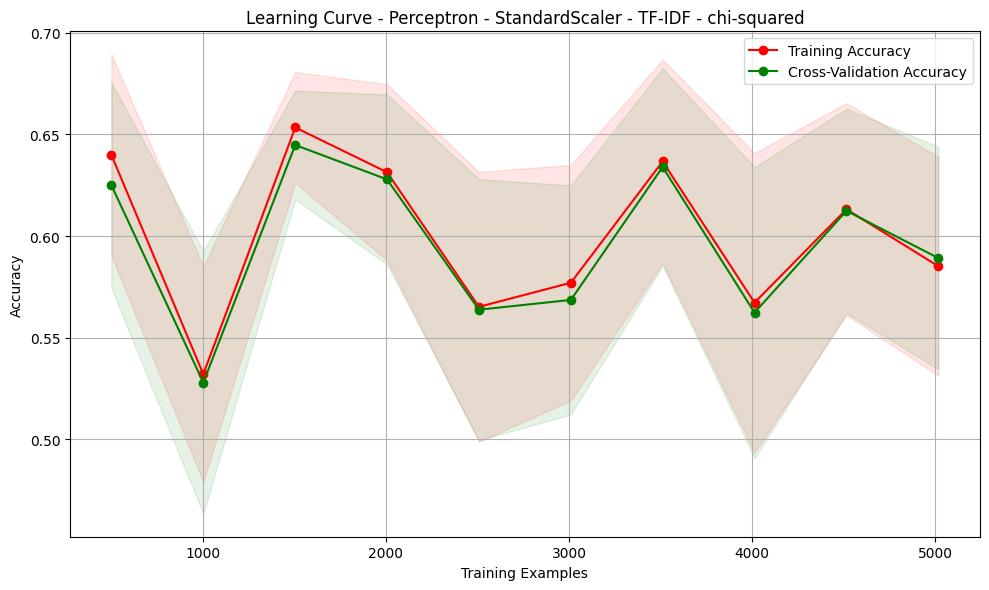 Learning Curve - Perceptron - StandardScaler - TF-IDF - chi-squared
Training Accuracy
Cross-Validation Accuracy
0.70
0.65
0.60
0.55
0.50
Accuracy
1000 2000 3000 4000 5000
Training Examples